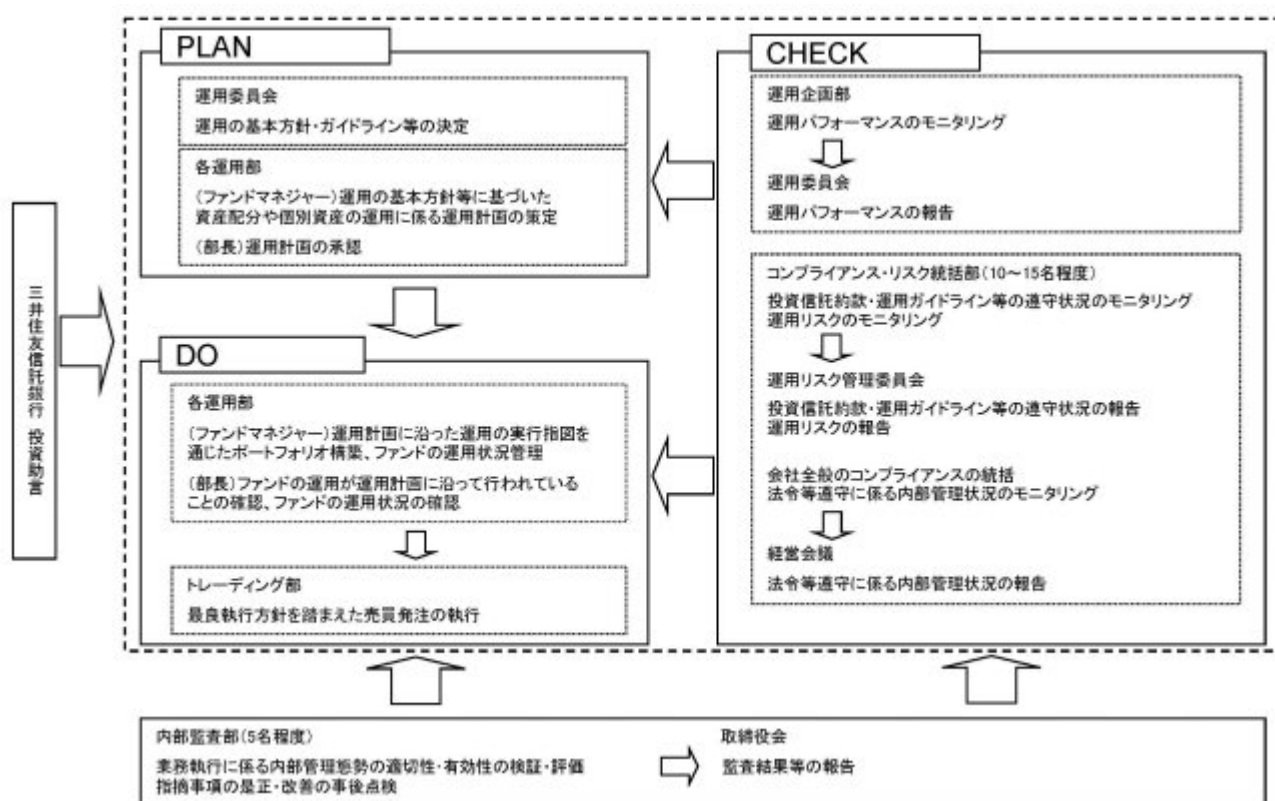 三井住友信託銀行 投資助言
PLAN
運用委員会
運用の基本方針・ガイドライン等の決定
各運用部
(ファンドマネジャー)運用の基本方針等に基づいた
資産配分や個別資産の運用に係る運用計画の策定
(部長)運用計画の承認
DO
各運用部
(ファンドマネジャー)運用計画に沿った運用の実行指図を
通じたポートフォリオ構築、ファンドの運用状況管理
(部長)ファンドの運用が運用計画に沿って行われている
ことの確認、ファンドの運用状況の確認
トレーディング部
最良執行方針を踏まえた売買発注の執行
CHECK
運用企画部
運用パフォーマンスのモニタリング
運用委員会
運用パフォーマンスの報告
コンプライアンス・リスク統括部(10~15名程度)
投資信託約款・運用ガイドライン等の遵守状況のモニタリング
運用リスクのモニタリング
運用リスク管理委員会
投資信託約款・運用ガイドライン等の遵守状況の報告
運用リスクの報告
会社全般のコンプライアンスの統括
法令等遵守に係る内部管理状況のモニタリング
経営会議
法令等遵守に係る内部管理状況の報告
内部監査部(5名程度)
業務執行に係る内部管理態勢の適切性・有効性の検証・評価
指摘事項の是正・改善の事後点検
取締役会
監査結果等の報告